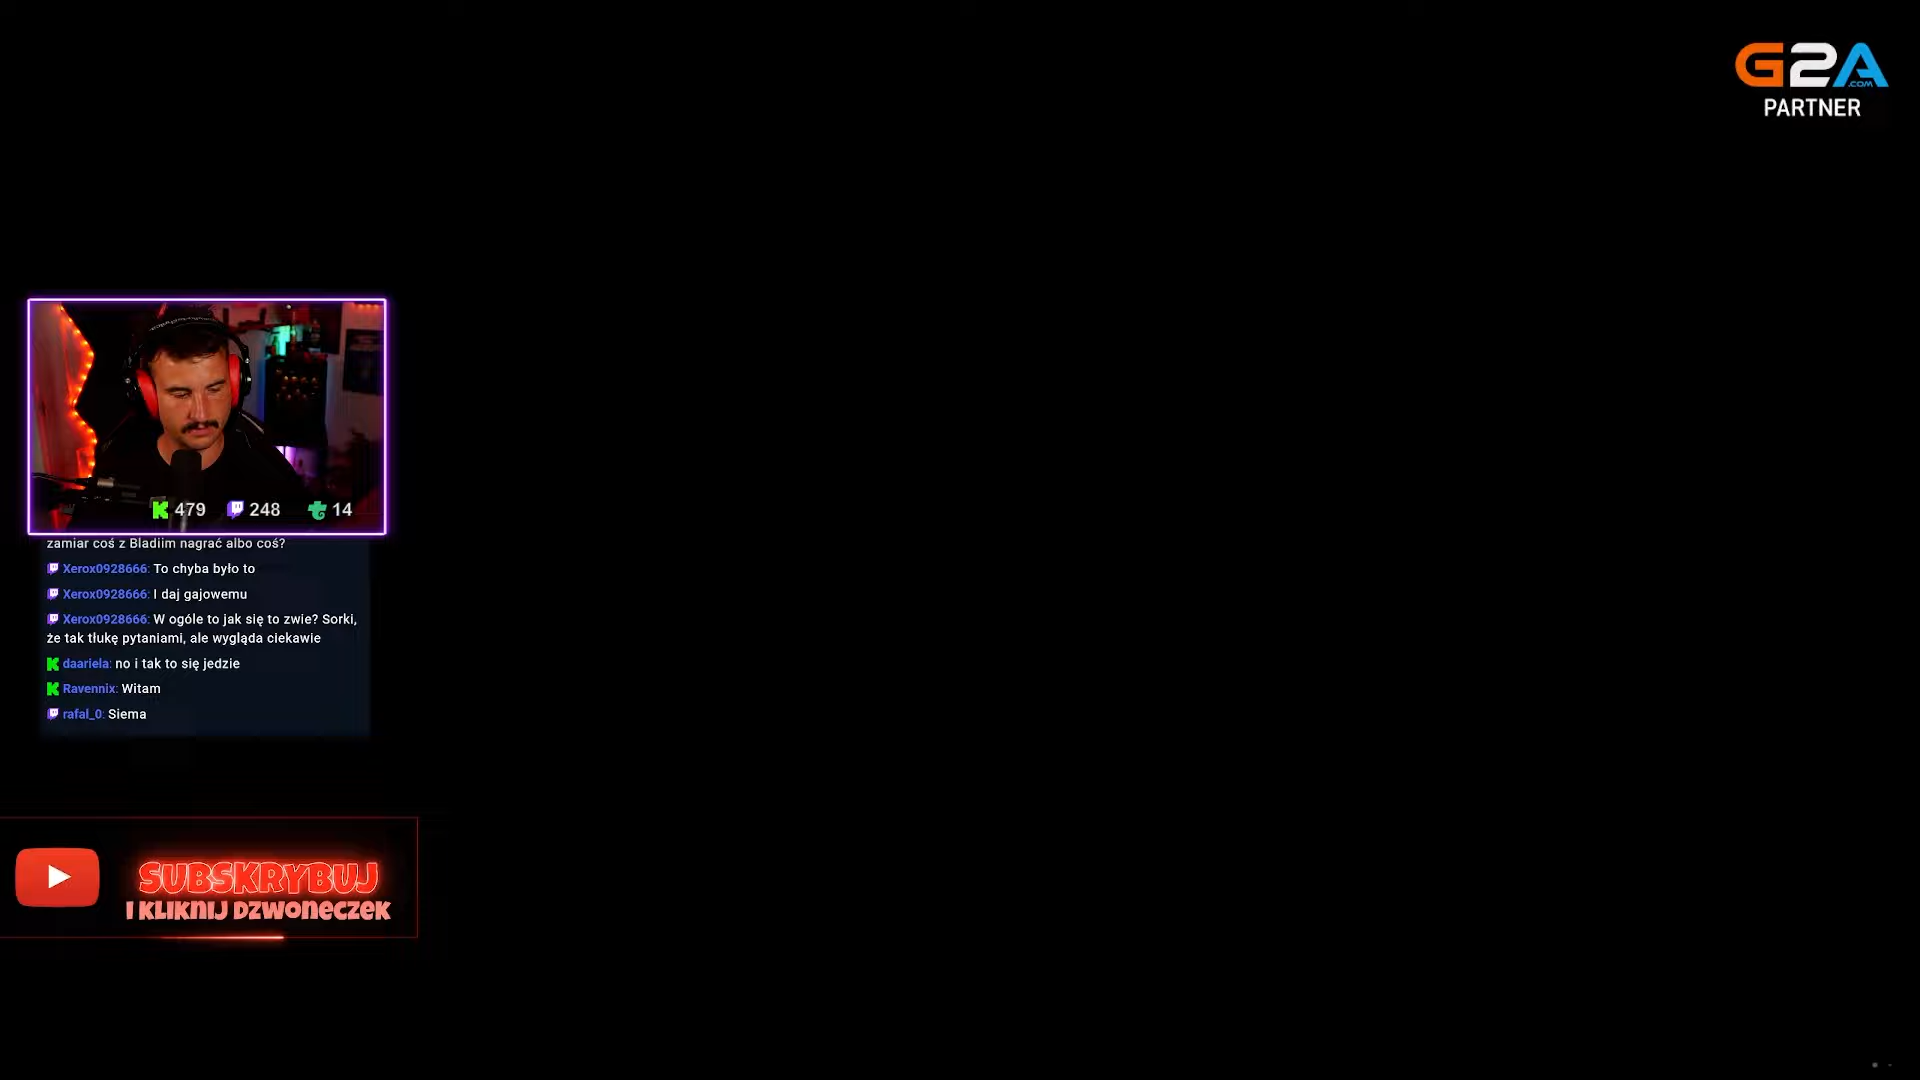 G2A
.COM
PARTNER
479 248 14
zamiar coś z Bladiim nagrać albo coś?
Xerox0928666: To chyba było to
Xerox0928666: I daj gajowemu
Xerox0928666: W ogóle to jak się to zwie? Sorki,
że tak tłukę pytaniami, ale wygląda ciekawie
daariela: no i tak to się jedzie
Ravennix: Witam
rafal_0: Siema
SUBSKRYBUJ
I KLIKNIJ DZWONECZEK